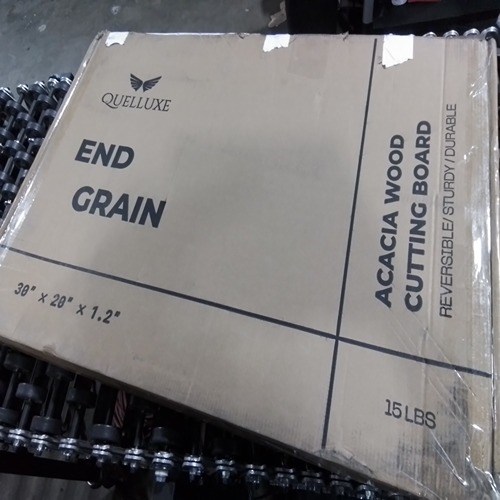 QUELLUXE
END
GRAIN
30" x 20" x 1.2"
ACACIA WOOD
CUTTING BOARD
REVERSIBLE/STURDY/DURABLE
15 LBS